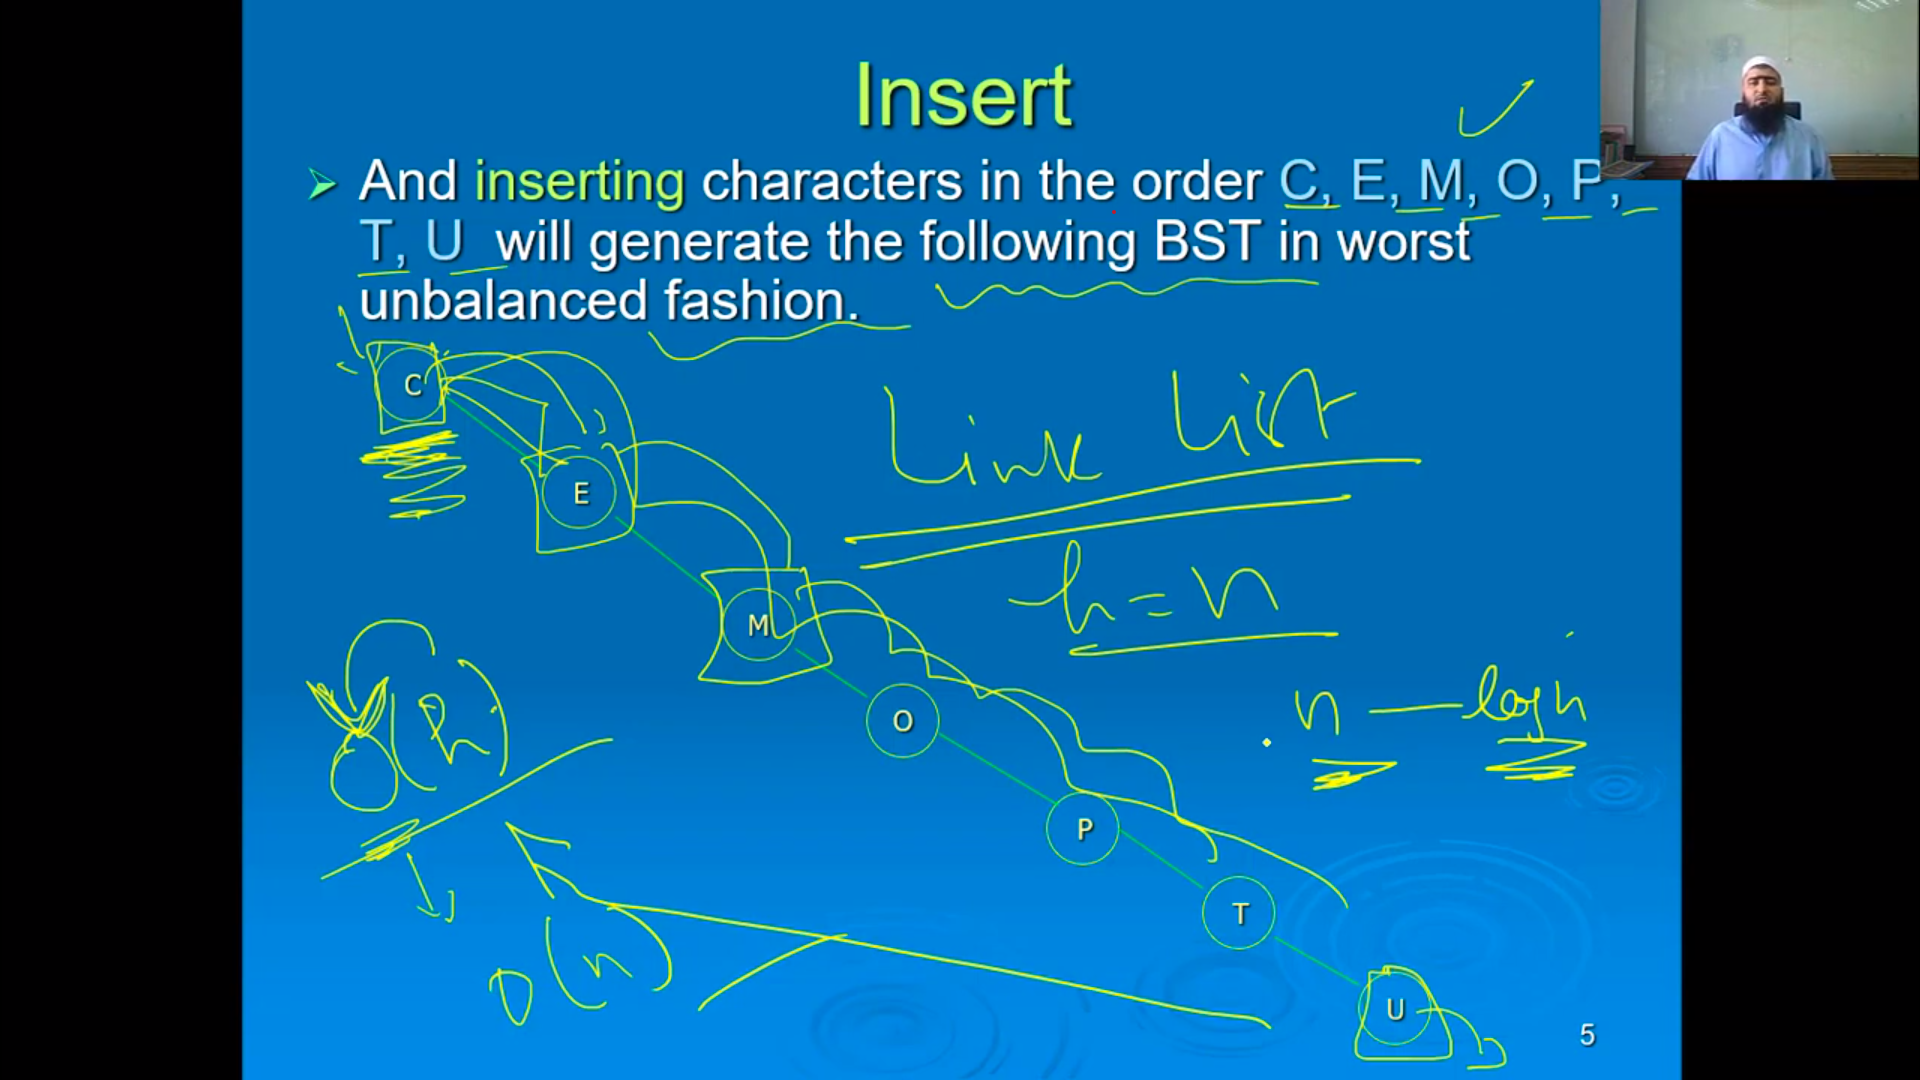 Insert
And inserting characters in the order C, E, M, O, P,
T, U will generate the following BST in worst
unbalanced fashion.
C
E
Link List
h = n
M
O
n — log n
(h)
P
T
O(n)
U
5